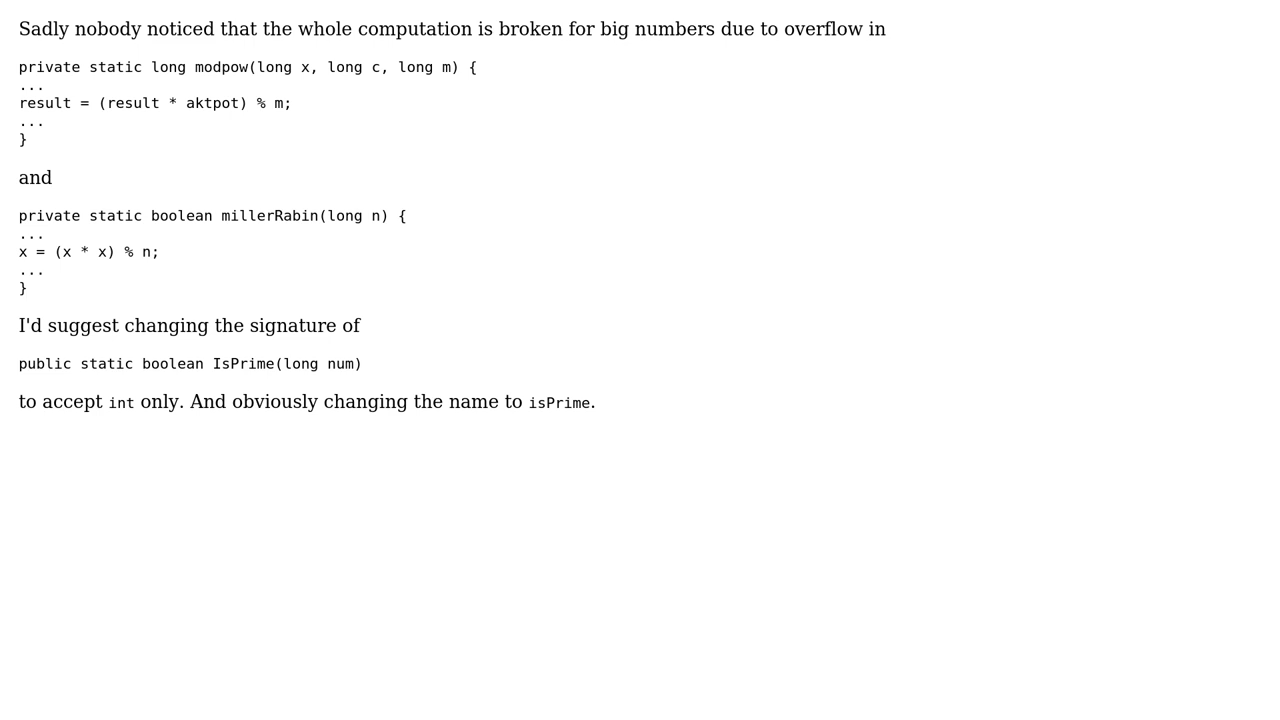 Sadly nobody noticed that the whole computation is broken for big numbers due to overflow in
private static long modpow(long x, long c, long m) {
...
result = (result * aktpot) % m;
...
}
and
private static boolean millerRabin(long n) {
...
x = (x * x) % n;
...
}
I'd suggest changing the signature of
public static boolean IsPrime(long num)
to accept int only. And obviously changing the name to isPrime.